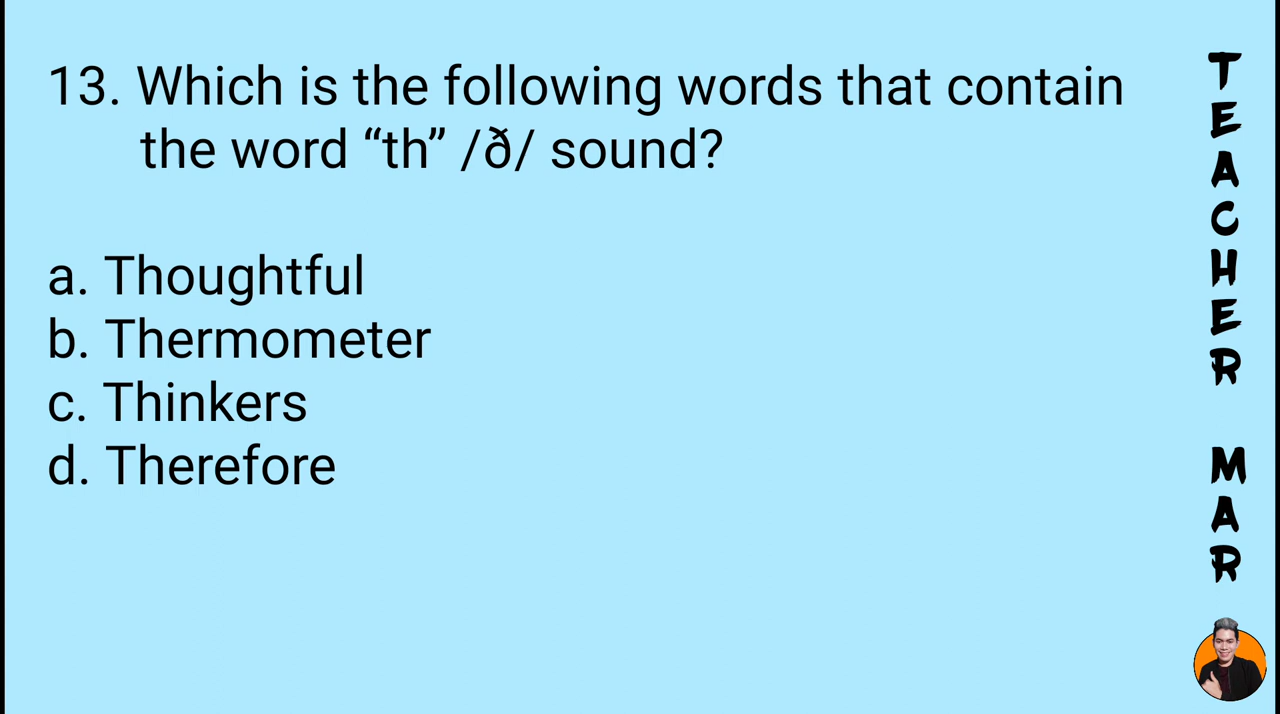 13. Which is the following words that contain
the word “th” /ð/ sound?
a. Thoughtful
b. Thermometer
c. Thinkers
d. Therefore
TEACHER MAR